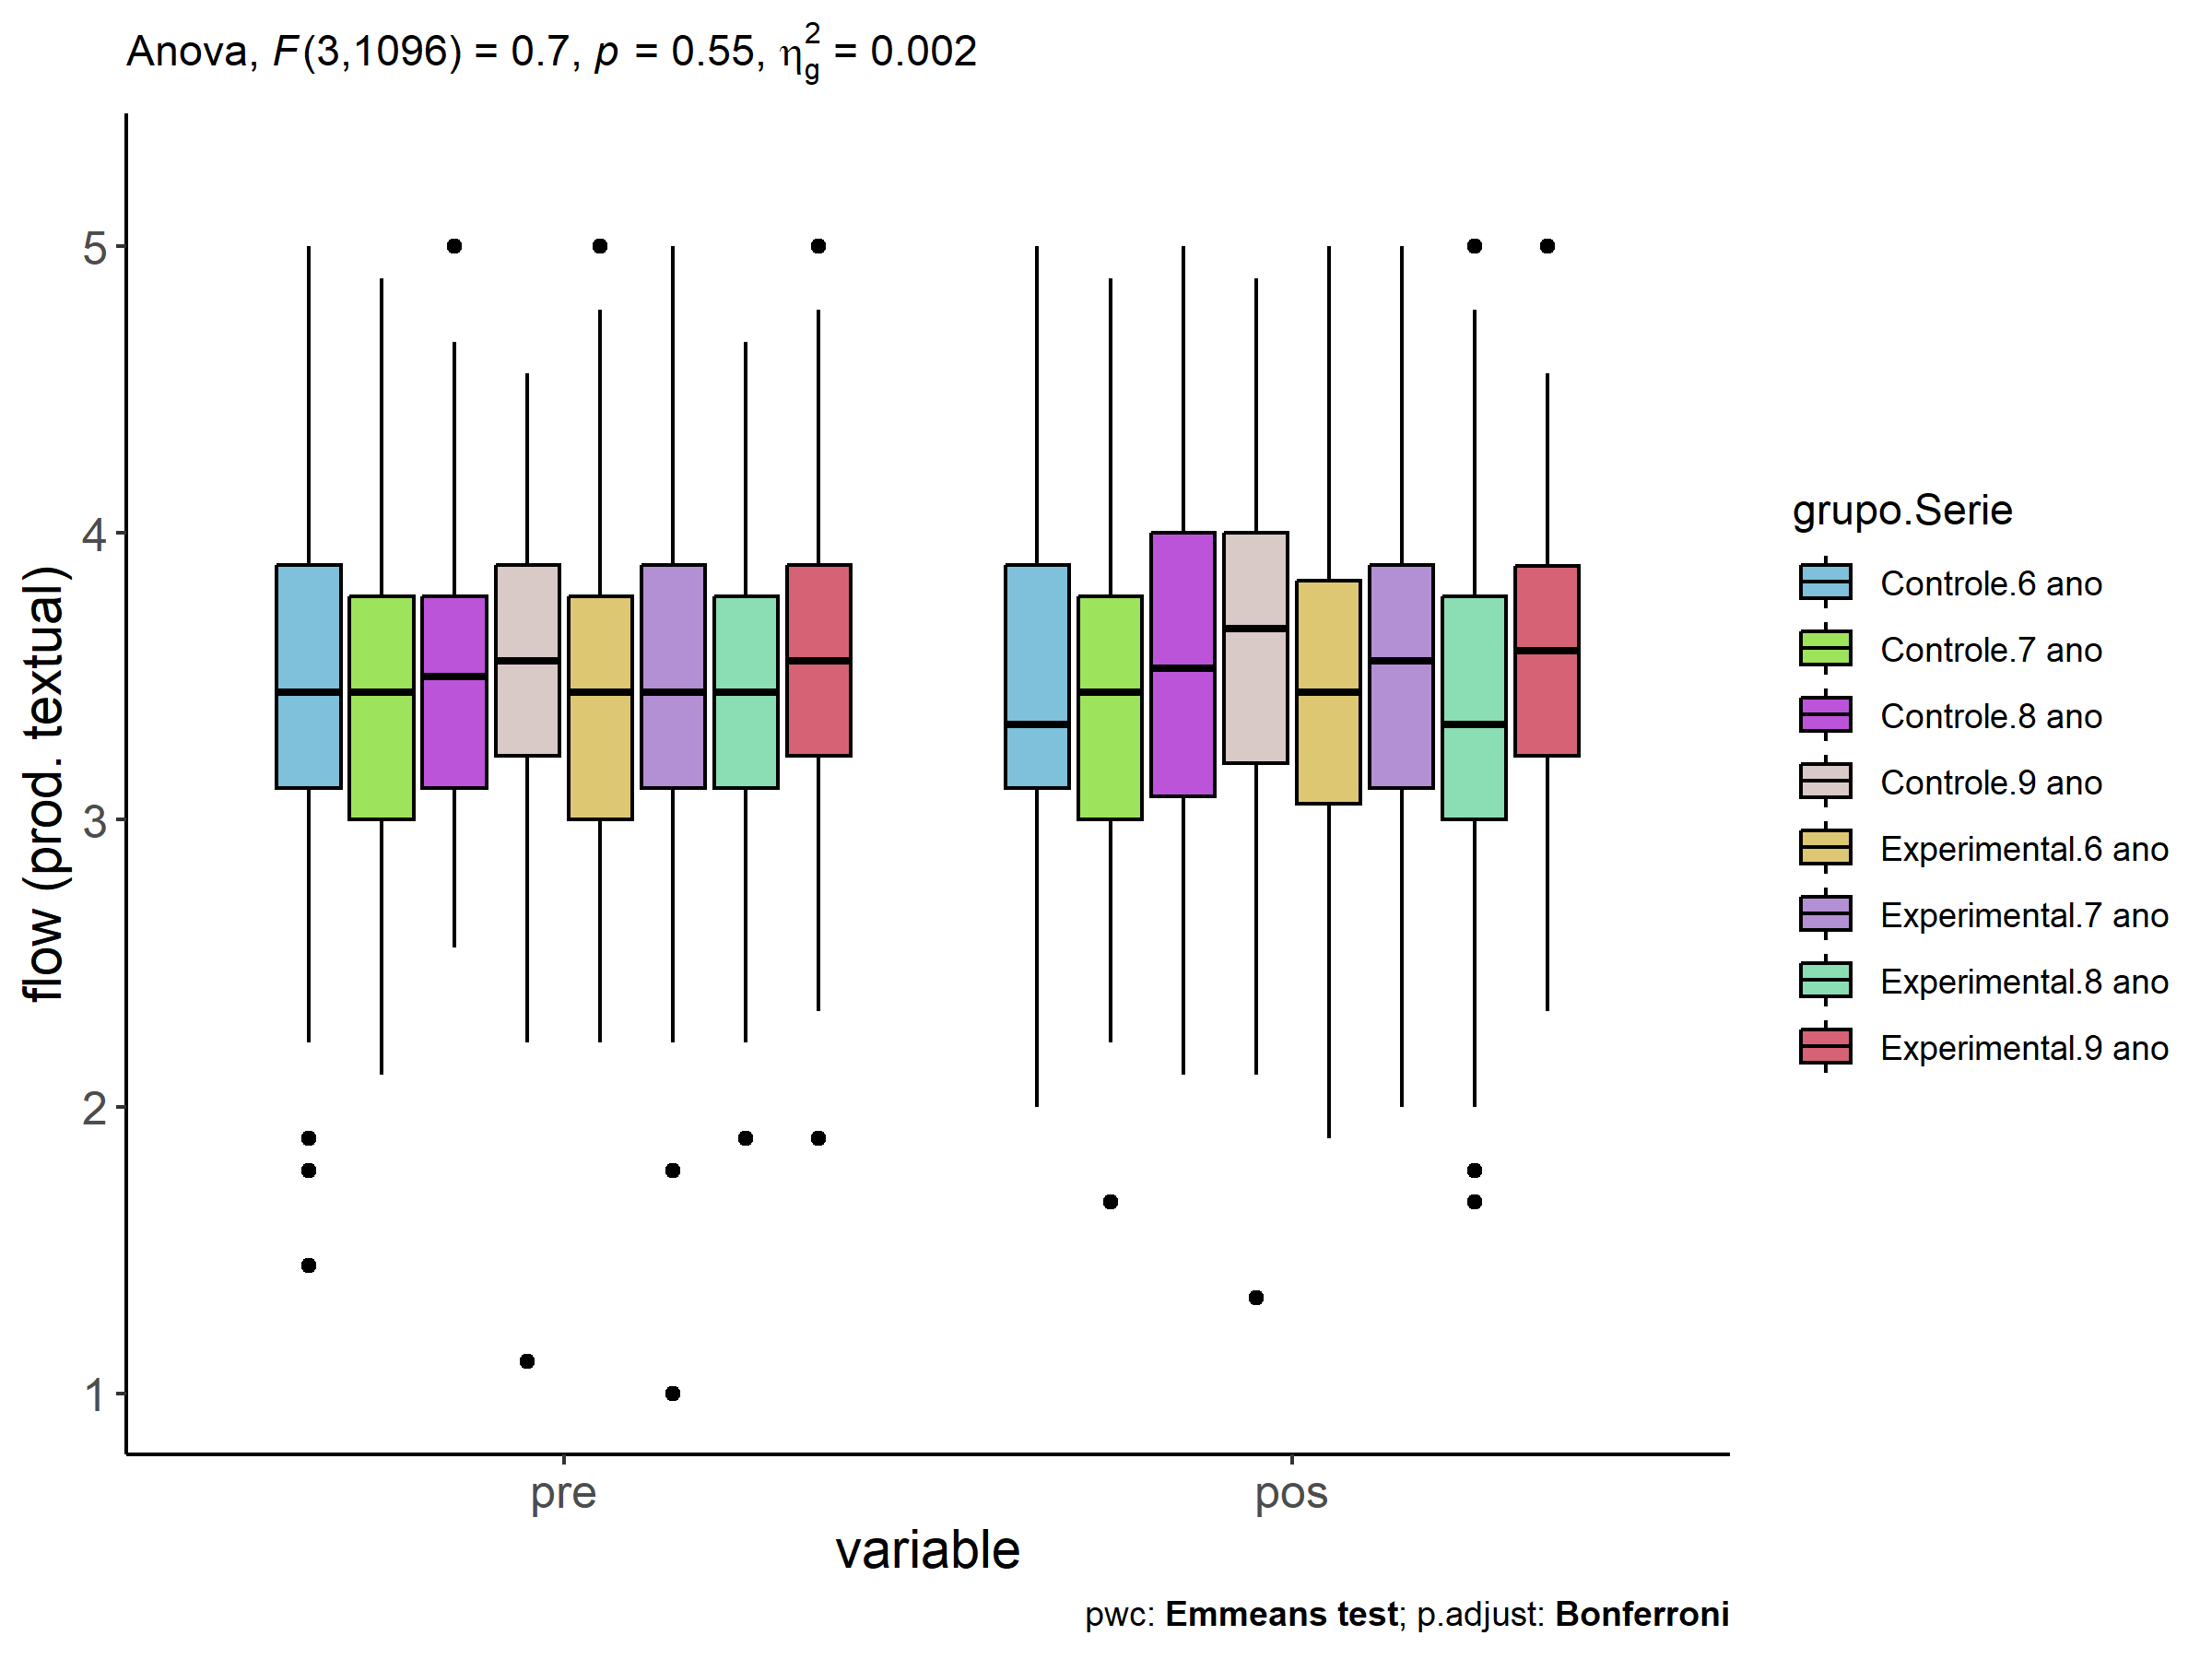 Anova, F(3,1096) = 0.7, p = 0.55, η²g = 0.002
flow (prod. textual)
5
4
3
2
1
pre
pos
variable
grupo.Serie
Controle.6 ano
Controle.7 ano
Controle.8 ano
Controle.9 ano
Experimental.6 ano
Experimental.7 ano
Experimental.8 ano
Experimental.9 ano
pwc: Emmeans test; p.adjust: Bonferroni